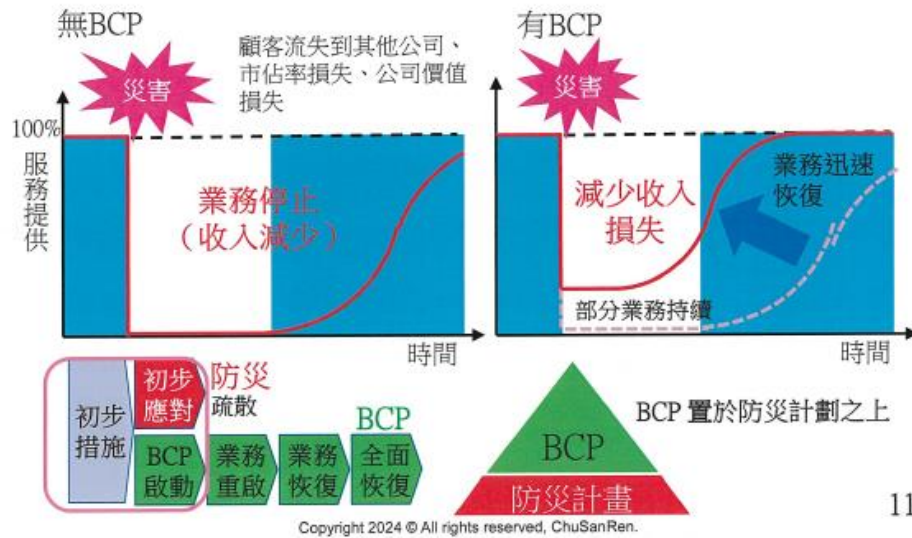 無BCP
災害
顧客流失到其他公司、
市佔率損失、公司價值
損失
100%
服務提供
業務停止
（收入減少）
時間
有BCP
災害
減少收入
損失
業務迅速
恢復
部分業務持續
時間
初步
措施
初步
應對
防災
疏散
BCP
啟動
業務
重啟
業務
恢復
BCP
全面
恢復
BCP
防災計畫
BCP 置於防災計劃之上
11
Copyright 2024 © All rights reserved, ChuSanRen.